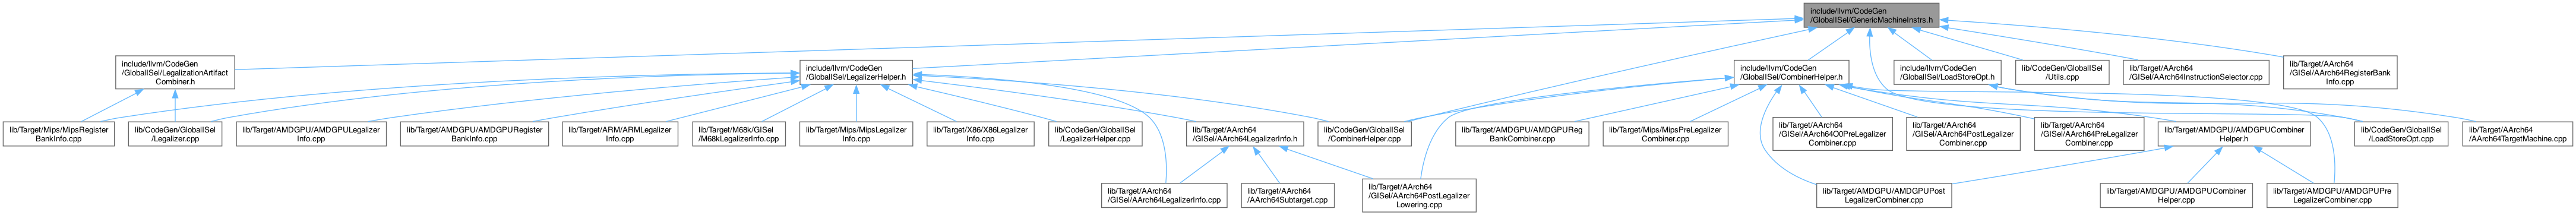 include/llvm/CodeGen
/GlobalISel/GenericMachineInstrs.h
include/llvm/CodeGen
/GlobalISel/LegalizationArtifact
Combiner.h
include/llvm/CodeGen
/GlobalISel/LegalizerHelper.h
include/llvm/CodeGen
/GlobalISel/CombinerHelper.h
include/llvm/CodeGen
/GlobalISel/LoadStoreOpt.h
lib/CodeGen/GlobalISel
/Utils.cpp
lib/Target/AArch64
/GISel/AArch64InstructionSelector.cpp
lib/Target/AArch64
/GISel/AArch64RegisterBank
Info.cpp
lib/Target/Mips/MipsRegister
BankInfo.cpp
lib/CodeGen/GlobalISel
/Legalizer.cpp
lib/Target/AMDGPU/AMDGPULegalizer
Info.cpp
lib/Target/AMDGPU/AMDGPURegister
BankInfo.cpp
lib/Target/ARM/ARMLegalizer
Info.cpp
lib/Target/M68k/GISel
/M68kLegalizerInfo.cpp
lib/Target/Mips/MipsLegalizer
Info.cpp
lib/Target/X86/X86Legalizer
Info.cpp
lib/CodeGen/GlobalISel
/LegalizerHelper.cpp
lib/Target/AArch64
/GISel/AArch64LegalizerInfo.h
lib/CodeGen/GlobalISel
/CombinerHelper.cpp
lib/Target/AMDGPU/AMDGPUReg
BankCombiner.cpp
lib/Target/Mips/MipsPreLegalizer
Combiner.cpp
lib/Target/AArch64
/GISel/AArch64O0PreLegalizer
Combiner.cpp
lib/Target/AArch64
/GISel/AArch64PostLegalizer
Combiner.cpp
lib/Target/AArch64
/GISel/AArch64PreLegalizer
Combiner.cpp
lib/Target/AMDGPU/AMDGPUCombiner
Helper.h
lib/CodeGen/GlobalISel
/LoadStoreOpt.cpp
lib/Target/AArch64
/AArch64TargetMachine.cpp
lib/Target/AArch64
/GISel/AArch64LegalizerInfo.cpp
lib/Target/AArch64
/AArch64Subtarget.cpp
lib/Target/AArch64
/GISel/AArch64PostLegalizer
Lowering.cpp
lib/Target/AMDGPU/AMDGPUPost
LegalizerCombiner.cpp
lib/Target/AMDGPU/AMDGPUCombiner
Helper.cpp
lib/Target/AMDGPU/AMDGPUPre
LegalizerCombiner.cpp